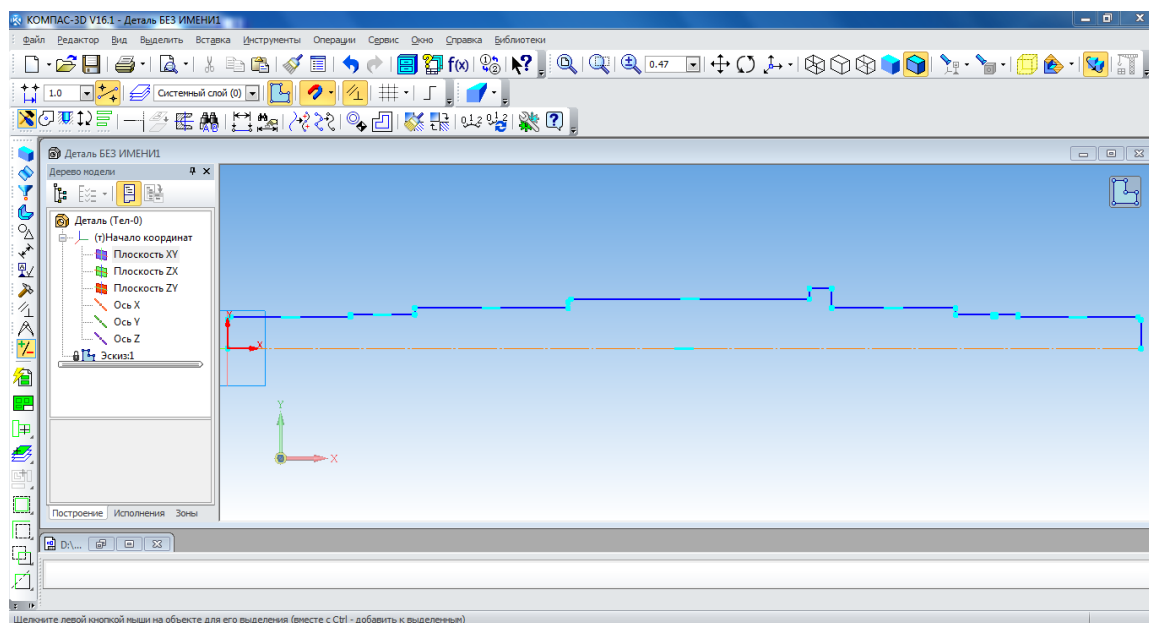 КОМПАС-3D V16.1 - Деталь БЕЗ ИМЕНИ1
Файл Редактор Вид Выделить Вставка Инструменты Операции Сервис Окно Справка Библиотеки
f(x) 0.47
1.0 Системный слой (0)
Деталь БЕЗ ИМЕНИ1
Дерево модели
Деталь (Тел-0)
(т)Начало координат
Плоскость XY
Плоскость ZX
Плоскость ZY
Ось X
Ось Y
Ось Z
Эскиз:1
Y
X
Y
X
Построение Исполнения Зоны
D:\...
Щелкните левой кнопкой мыши на объекте для его выделения (вместе с Ctrl - добавить к выделенным)